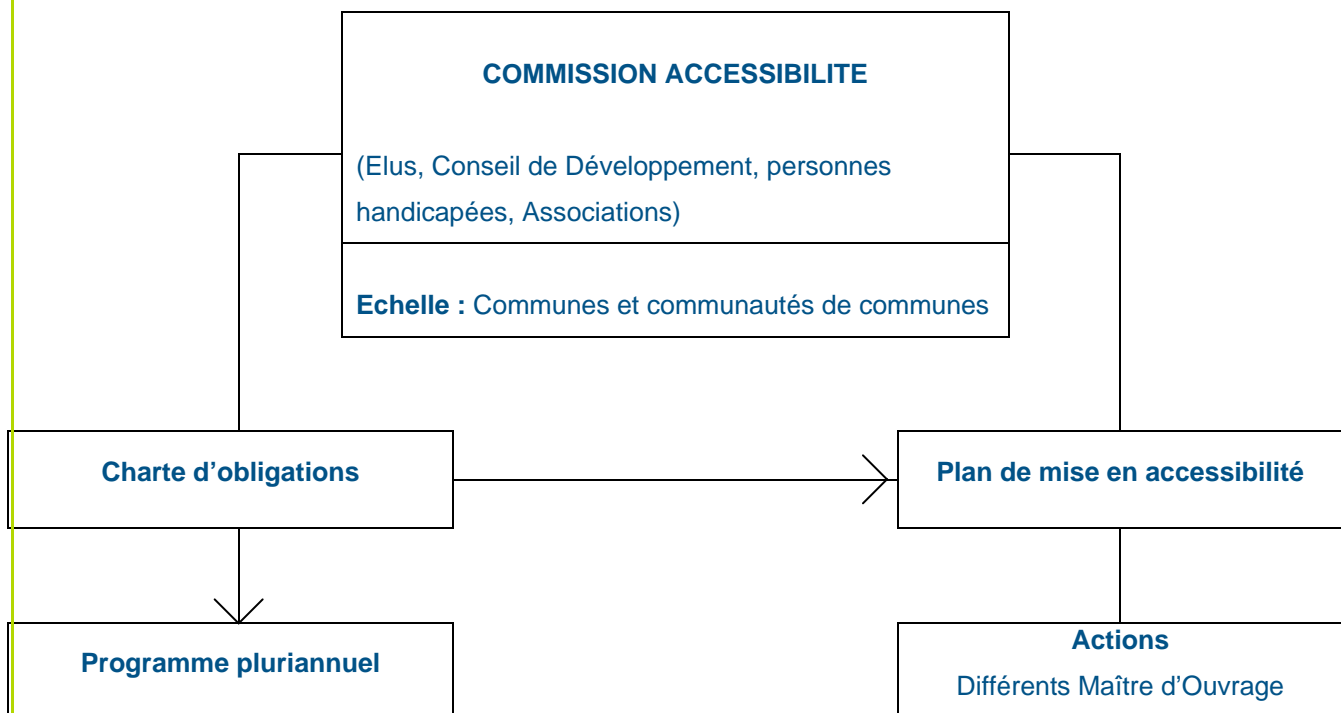 COMMISSION ACCESSIBILITE
(Elus, Conseil de Développement, personnes
handicapées, Associations)
Echelle : Communes et communautés de communes
Charte d’obligations
Plan de mise en accessibilité
Programme pluriannuel
Actions
Différents Maître d’Ouvrage